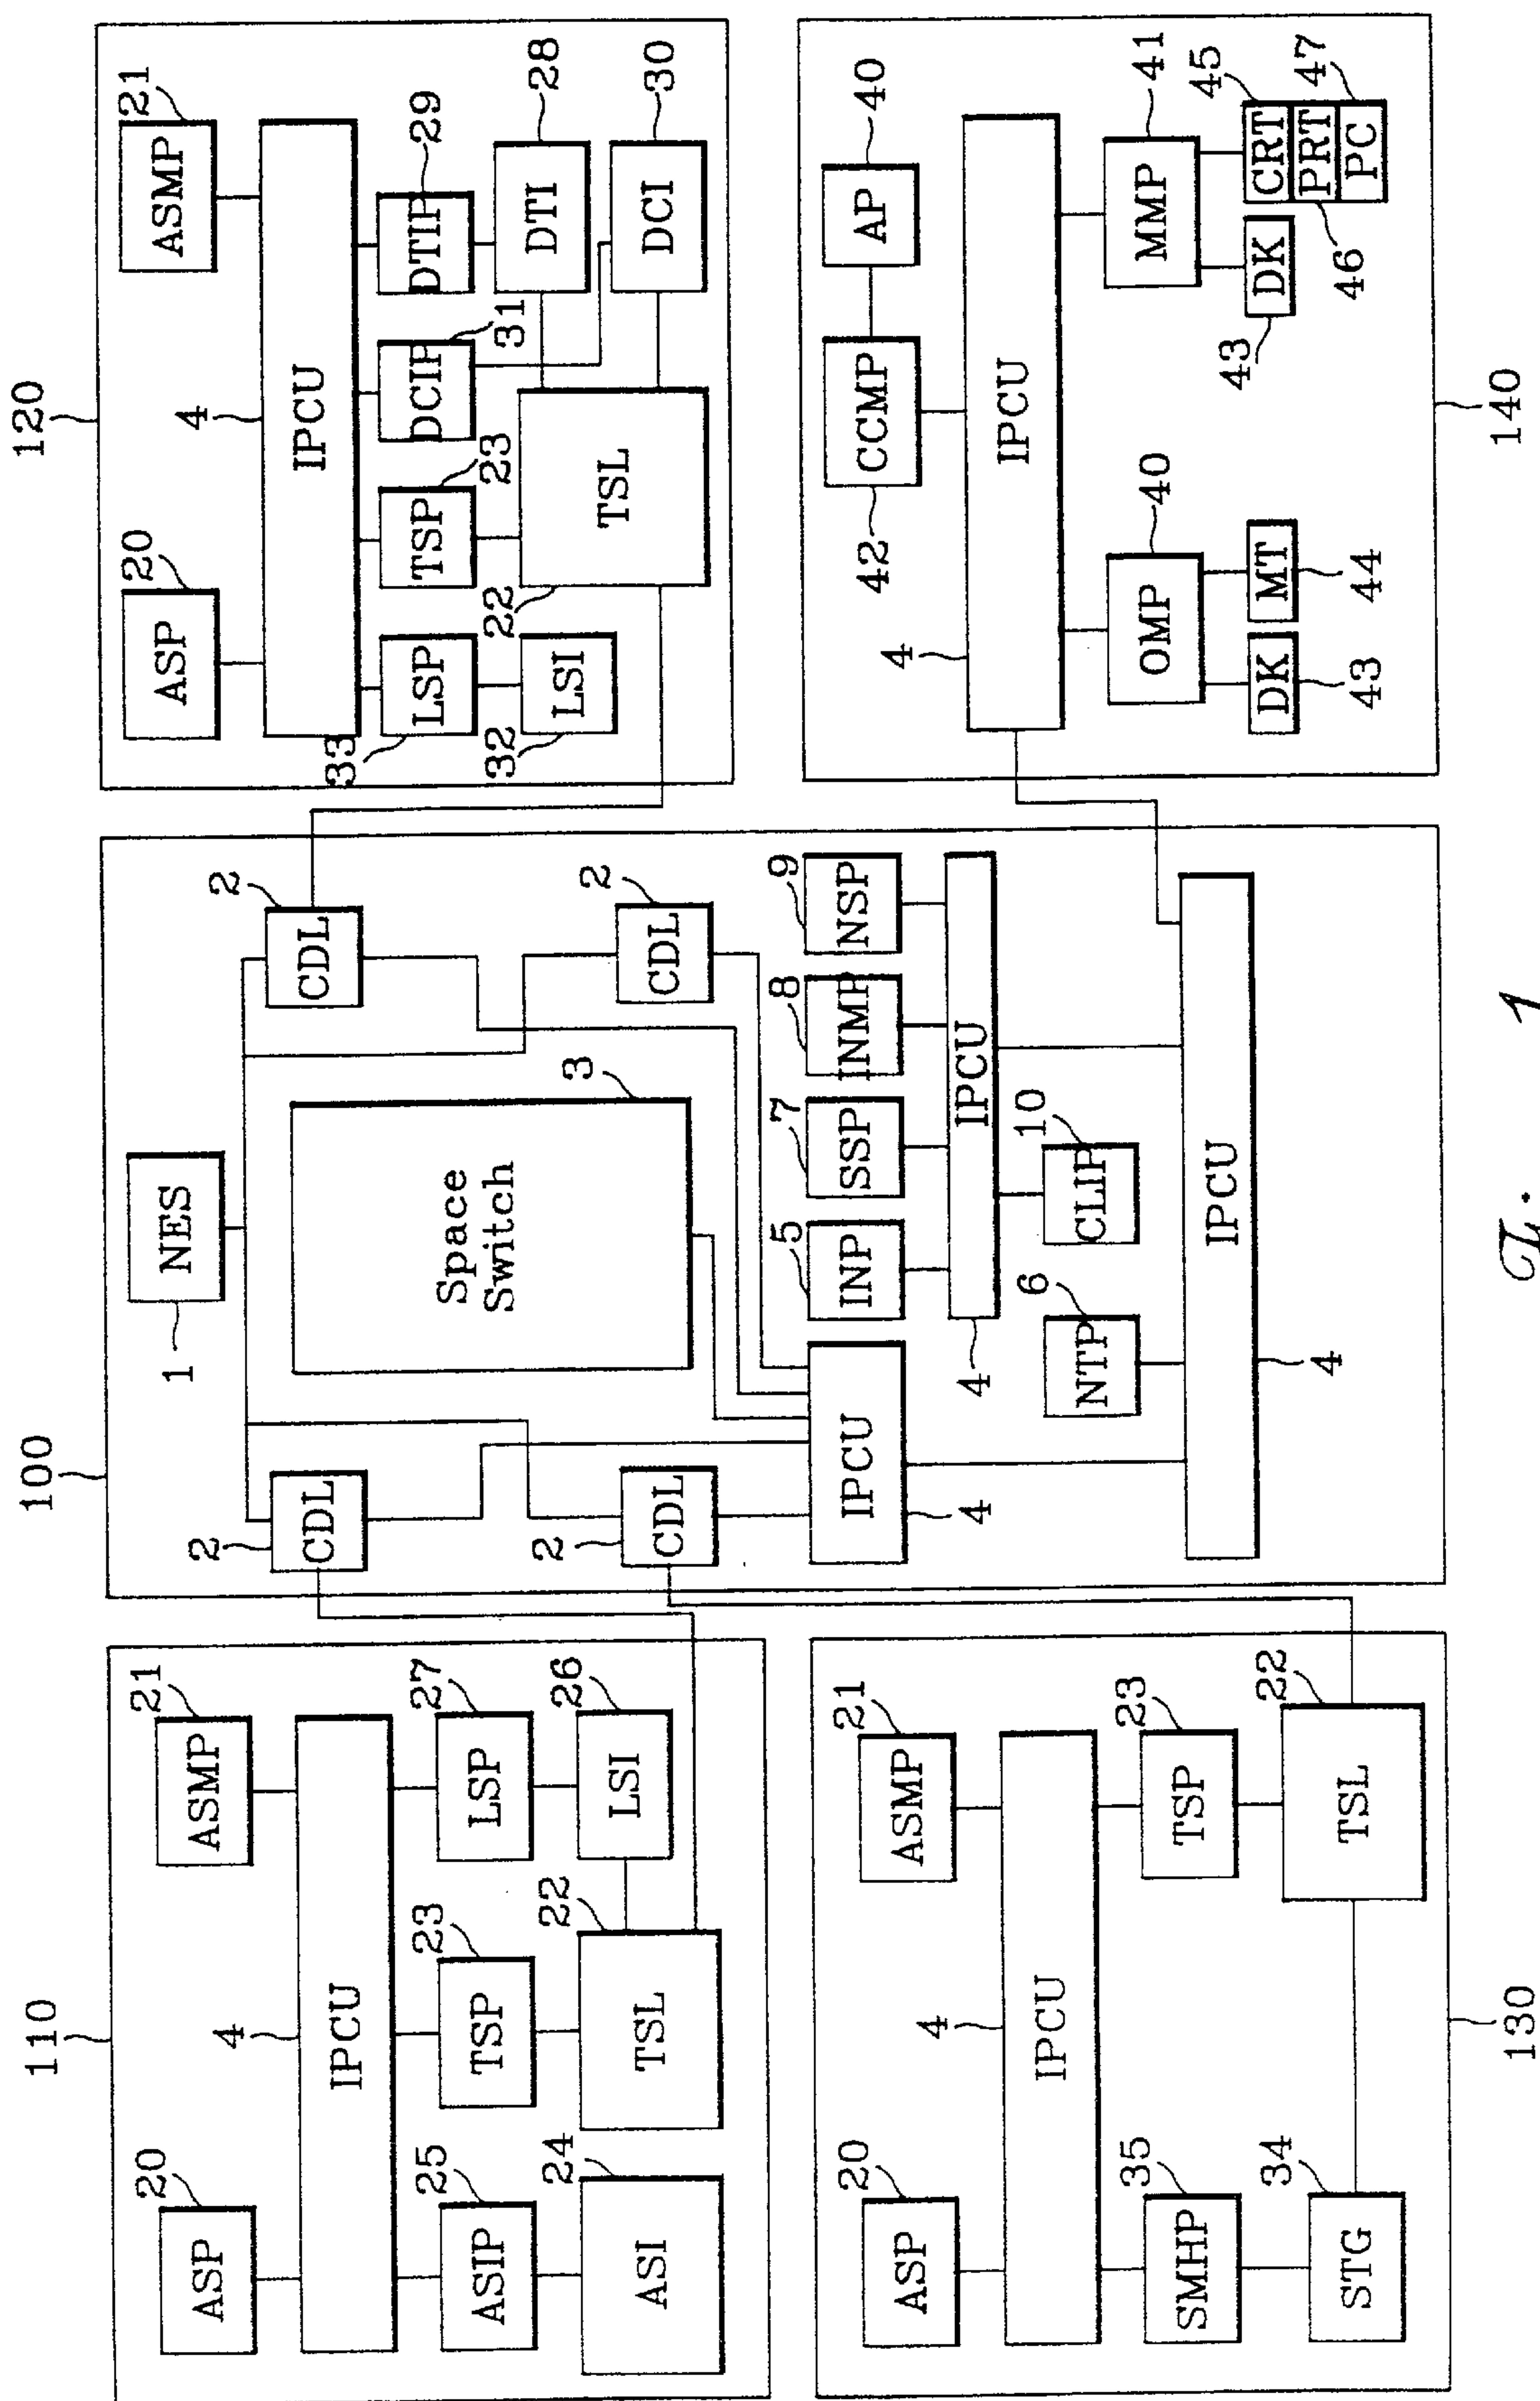 110
20
ASP
21
ASMP
4
IPCU
25
ASIP
23
TSP
27
LSP
24
ASI
22
TSL
26
LSI
100
1
NES
2
CDL
2
CDL
3
Space
Switch
2
CDL
2
CDL
IPCU
4
5
INP
7
SSP
8
INMP
9
NSP
IPCU
4
6
NTP
10
CLIP
IPCU
4
120
20
ASP
21
ASMP
4
IPCU
33
LSP
TSP
23
DCIP
31
DTIP
29
32
LSI
22
TSL
DTI
28
DCI
30
20
ASP
21
ASMP
4
IPCU
35
SMHP
23
TSP
34
STG
22
TSL
130
42
CCMP
AP
40
4
IPCU
OMP
40
MMP
41
DK
43
MT
44
43
DK
CRT
45
PRT
46
PC
47
140
1